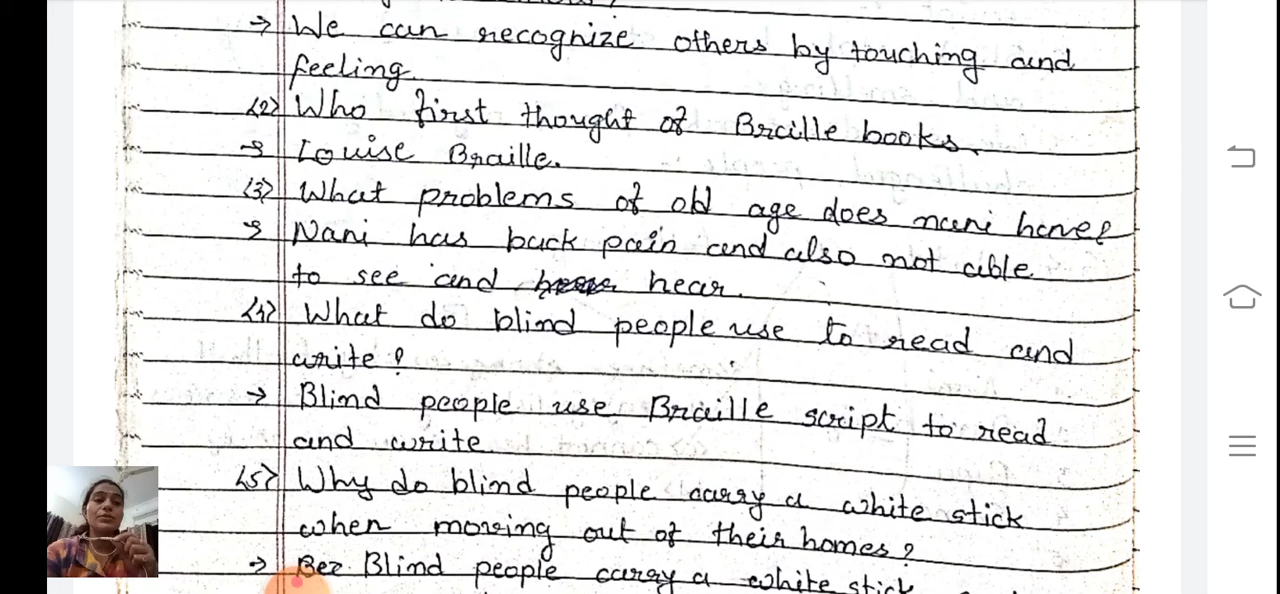 → We can recognize others by touching and
feeling.
(2) Who first thought of Braille books.
→ Louise Braille.
(3) What problems of old age does nani have?
→ Nani has back pain and also not able
to see and hear.
(4) What do blind people use to read and
write?
→ Blind people use Braille script to read
and write.
(5) Why do blind people carry a white stick
when moving out of their homes?
→ Bez Blind people carry a white stick